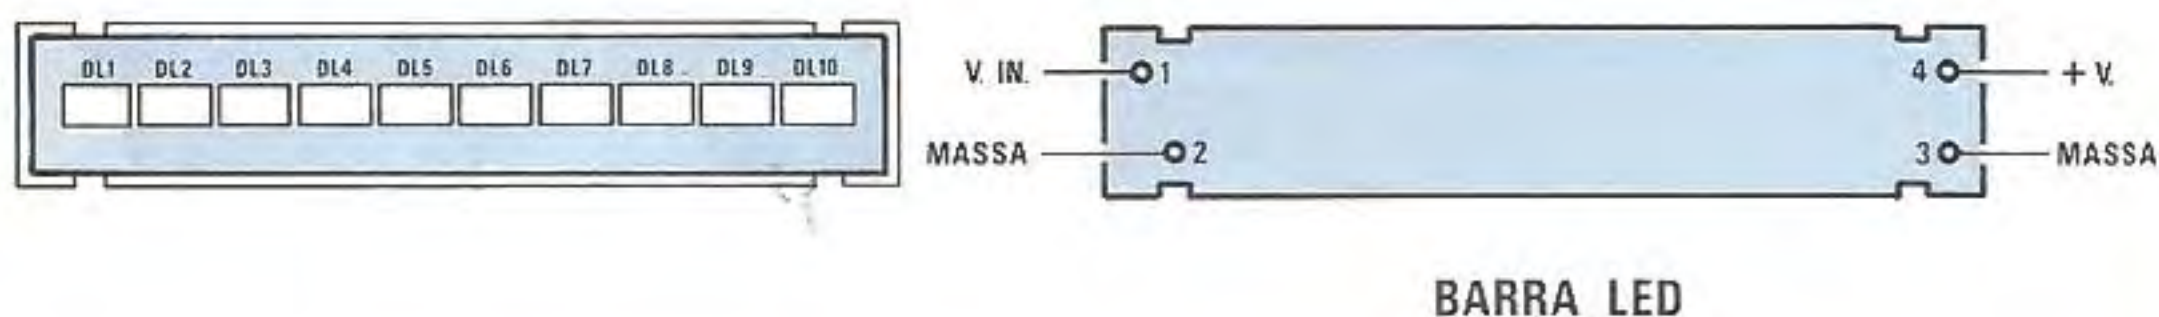 DL1 DL2 DL3 DL4 DL5 DL6 DL7 DL8 DL9 DL10
V. IN. 1 4 + V.
MASSA 2 3 MASSA
BARRA LED